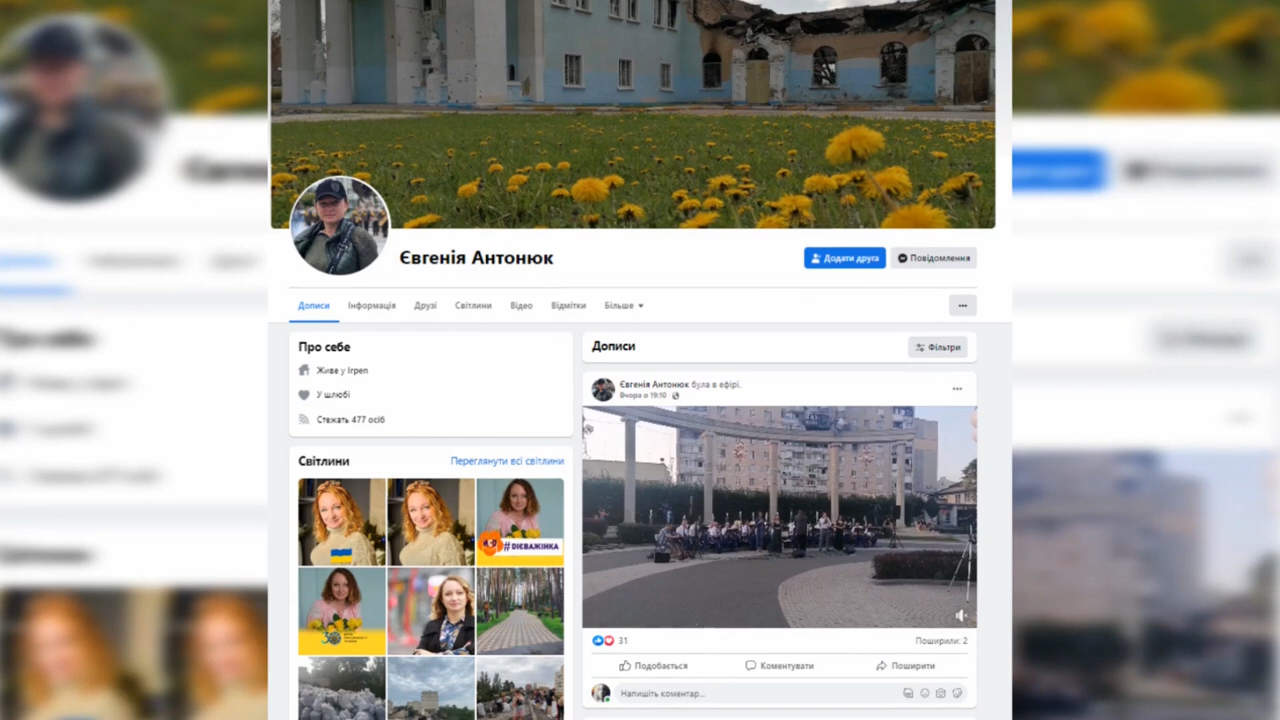 Євгенія Антонюк
Додати друга
Повідомлення
Дописи
Інформація
Друзі
Світлини
Відео
Відмітки
Більше
Про себе
Живе у Irpen
У шлюбі
Стежать 477 осіб
Світлини
Переглянути всі світлини
#DIEВАЖІНКА
30
Дописи
Фільтри
Євгенія Антонюк була в ефірі.
Вчора о 19:10
31
Поширили: 2
Подобається
Коментувати
Поширити
Напишіть коментар...